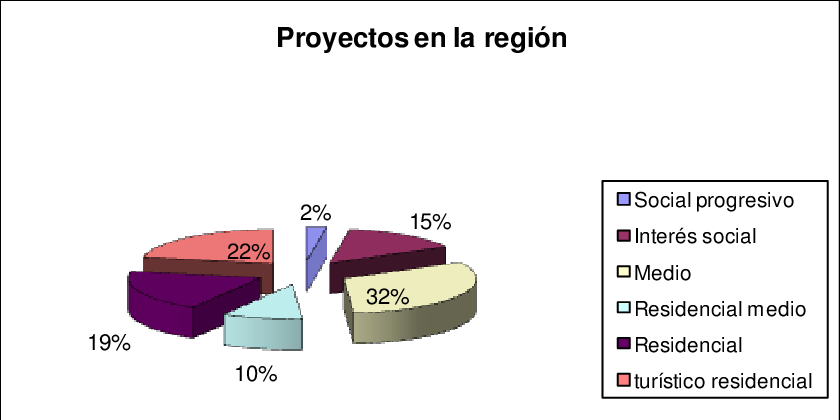 Proyectos en la región
2%
15%
22%
32%
19%
10%
Social progresivo
Interés social
Medio
Residencial medio
Residencial
turístico residencial